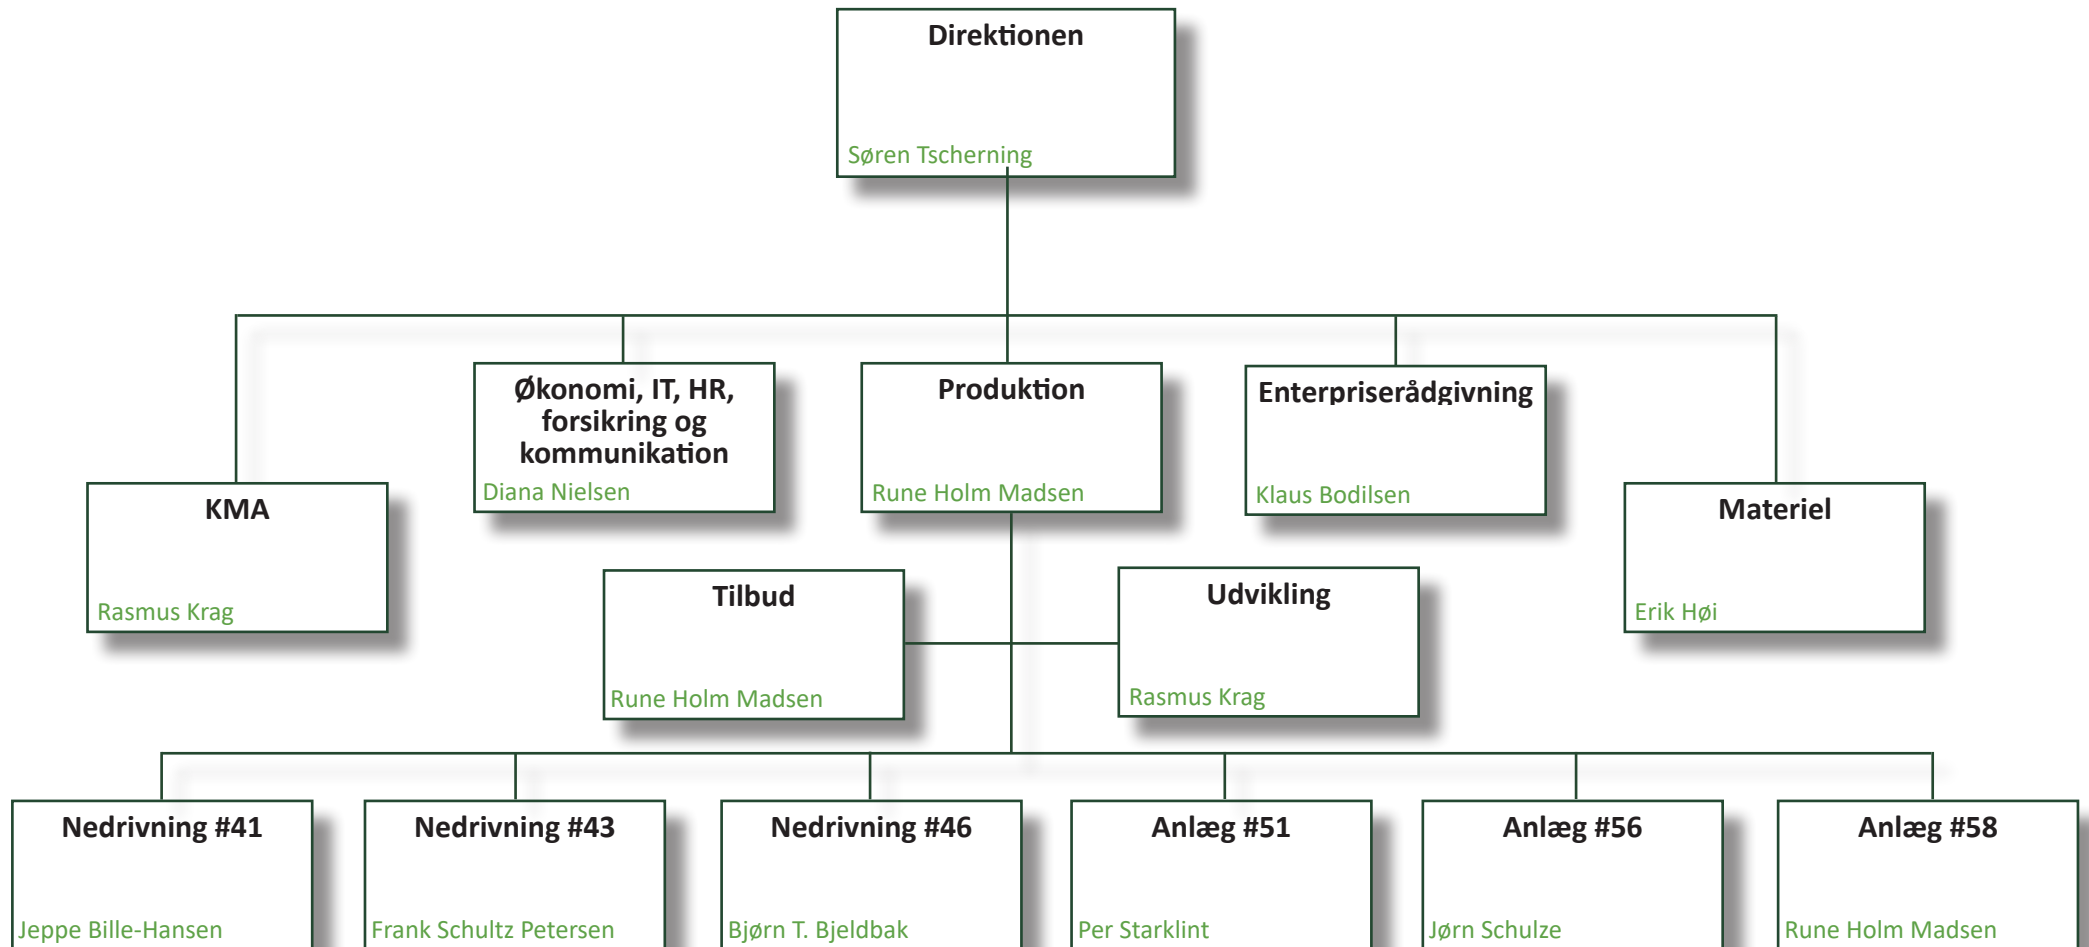 Direktionen
Søren Tscherning
Økonomi, IT, HR,
forsikring og
kommunikation
Diana Nielsen
Produktion
Rune Holm Madsen
Enterpriserådgivning
Klaus Bodilsen
KMA
Rasmus Krag
Materiel
Erik Høi
Tilbud
Rune Holm Madsen
Udvikling
Rasmus Krag
Nedrivning #41
Jeppe Bille-Hansen
Nedrivning #43
Frank Schultz Petersen
Nedrivning #46
Bjørn T. Bjeldbak
Anlæg #51
Per Starklint
Anlæg #56
Jørn Schulze
Anlæg #58
Rune Holm Madsen